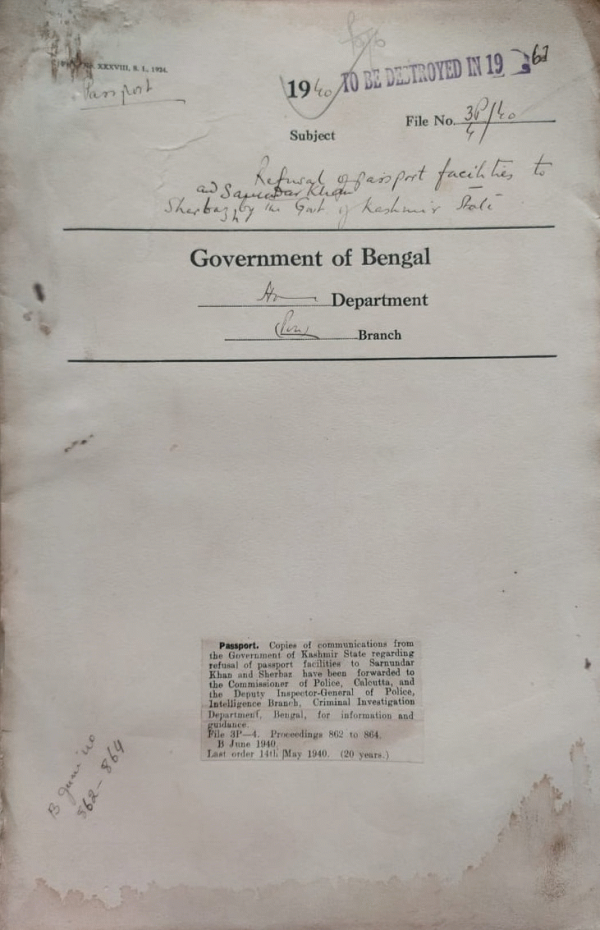 XXXVIII, S. I., 1934.
Passport
1940 TO BE DESTROYED IN 1961
File No. 3P/40
4
Subject
Refusal of passport facilities to
Khan and
Sherbaz by the Govt of Kashmir State
Government of Bengal
Department
Branch
Passport. Copies of communications from
the Government of Kashmir State regarding
refusal of passport facilities to Sarnundar
Khan and Sherbaz have been forwarded to
the Commissioner of Police, Calcutta, and
the Deputy Inspector-General of Police,
Intelligence Branch, Criminal Investigation
Department, Bengal, for information and
guidance.
File 3P—4. Proceedings 862 to 864.
B June 1940.
Last order 14th May 1940. (20 years.)
B June '40
862-864